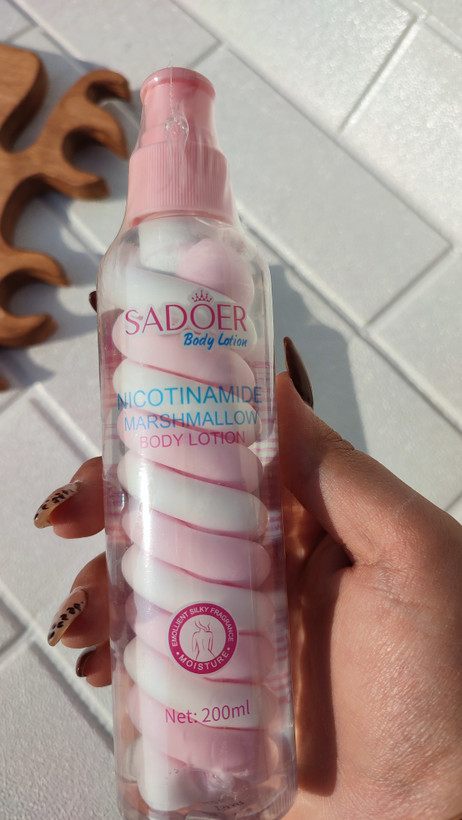 SADOER
Body Lotion
NICOTINAMIDE
MARSHMALLOW
BODY LOTION
EMOLLIENT SILKY FRAGRANCE
• MOISTURE •
Net: 200ml